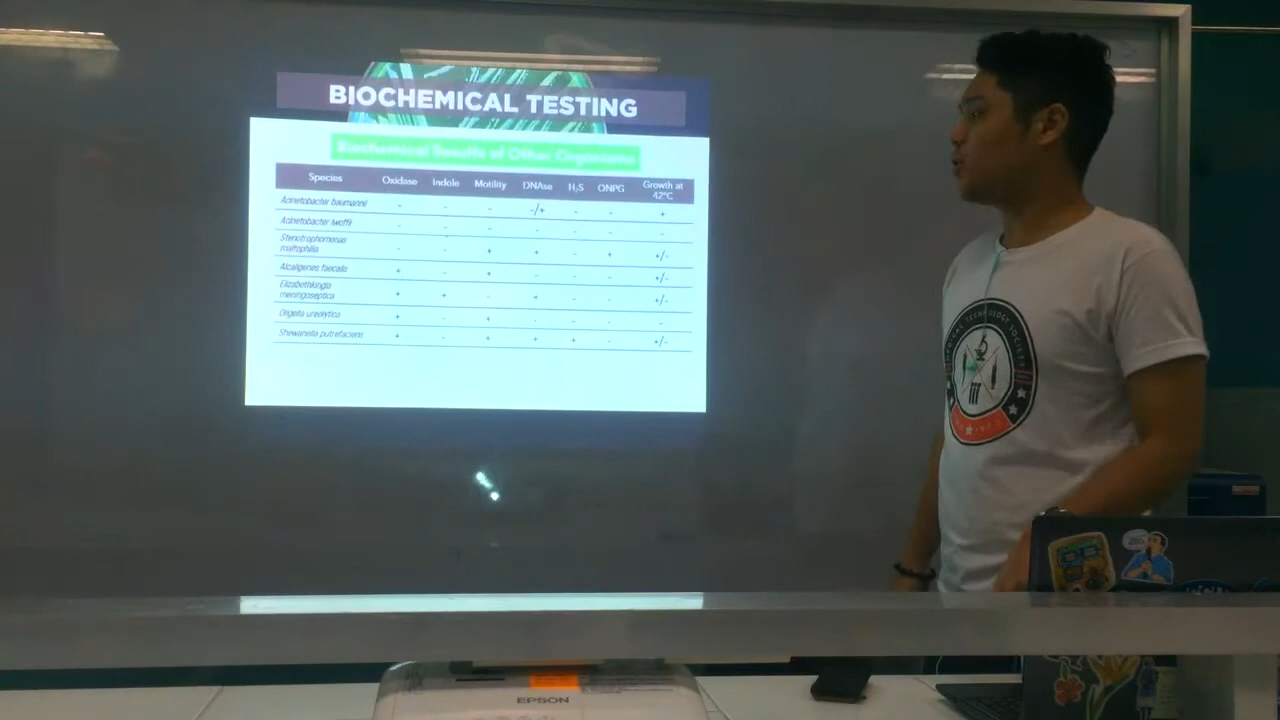 BIOCHEMICAL TESTING
Biochemical Results of Other Organisms
Species Oxidase Indole Motility DNAse H₂S ONPG Growth at 42°C
Acinetobacter baumannii - - - -/+ - - +
Acinetobacter lwoffii - - - - - - -
Stenotrophomonas maltophilia - - + + - + +/-
Alcaligenes faecalis + - + - - - +/-
Elizabethkingia meningoseptica + + - + - - +/-
Oligella ureolytica + - + - - - -
Shewanella putrefaciens + - + + + - +/-
EPSON